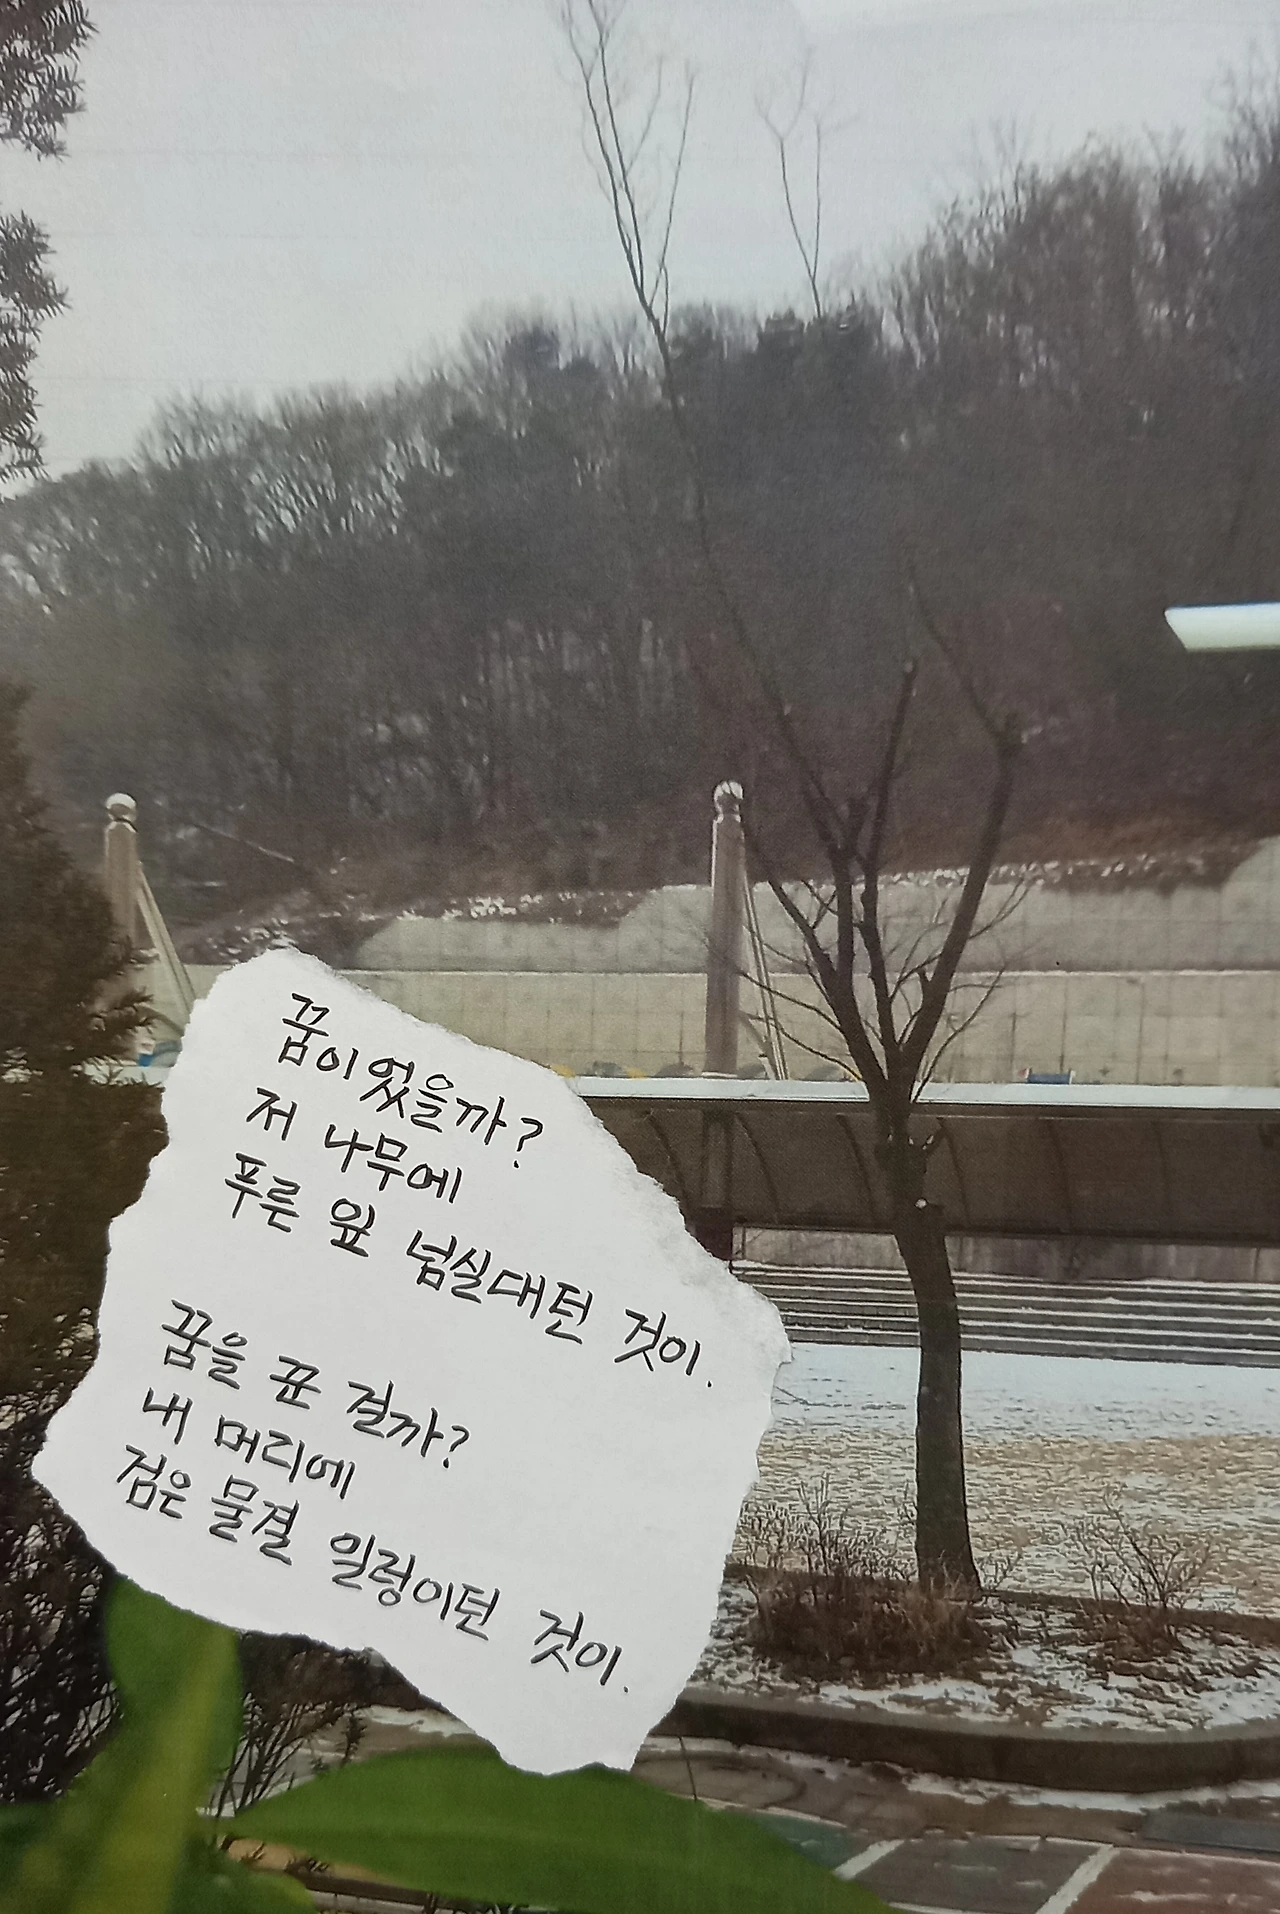 꿈이었을까?
저 나무에
푸른 잎 넘실대던 것이.
꿈을 꾼 걸까?
내 머리에
검은 물결 일렁이던 것이.